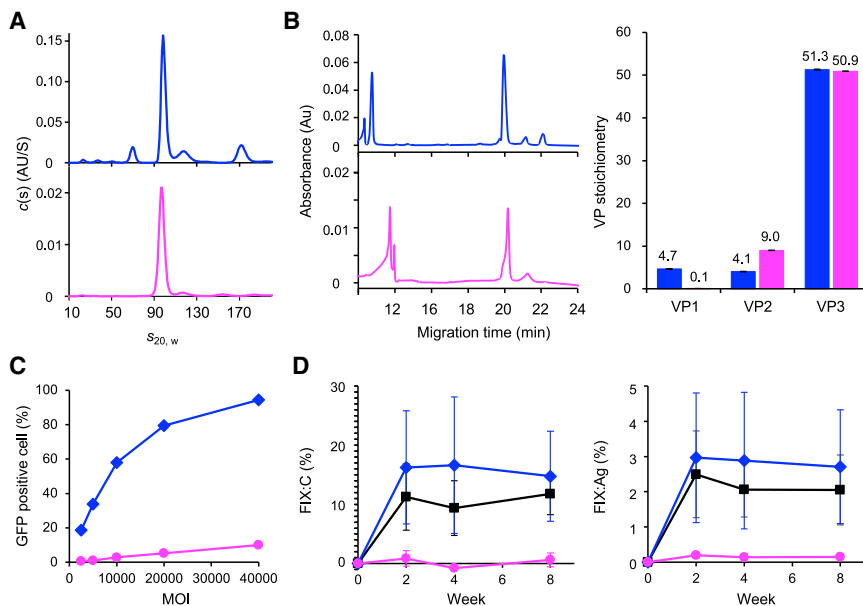 A
0.15
0.10
0.05
0
0.02
0.01
0
10 50 90 130 170
c(s) (AU/S)
s20, w
B
0.08
0.06
0.04
0.02
0
0.02
0.01
0
12 14 16 18 20 22 24
Absorbance (Au)
Migration time (min)
60
50
40
30
20
10
0
VP stoichiometry
4.7
0.1
4.1
9.0
51.3
50.9
VP1 VP2 VP3
C
100
80
60
40
20
0
0 10000 20000 30000 40000
GFP positive cell (%)
MOI
D
30
20
10
0
0 2 4 6 8
FIX:C (%)
Week
5
4
3
2
1
0
0 2 4 6 8
FIX:Ag (%)
Week